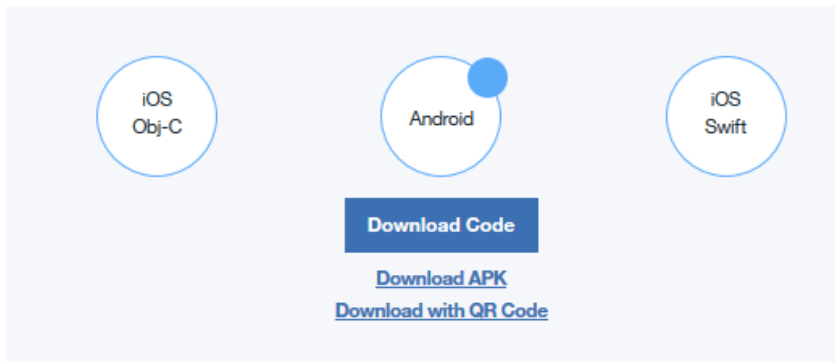 iOS
Obj-C
Android
iOS
Swift
Download Code
Download APK
Download with QR Code